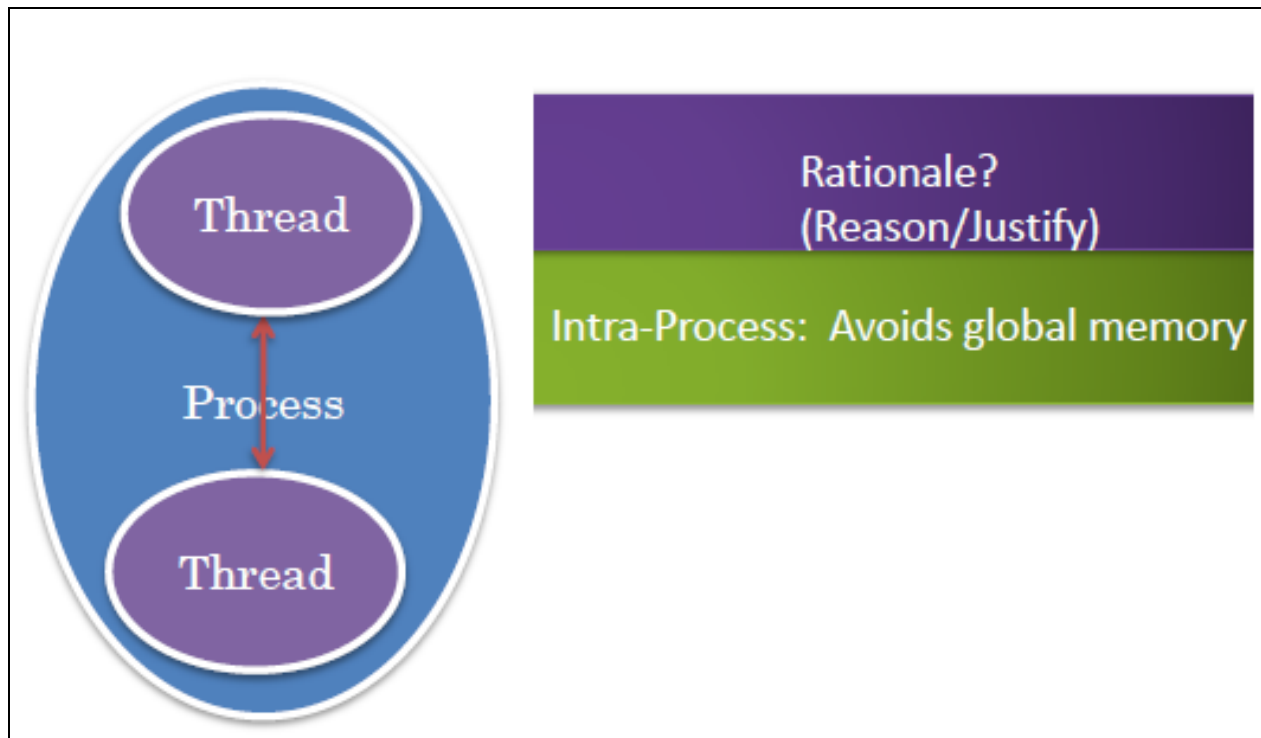 Thread
Process
Thread
Rationale?
(Reason/Justify)
Intra-Process:  Avoids global memory